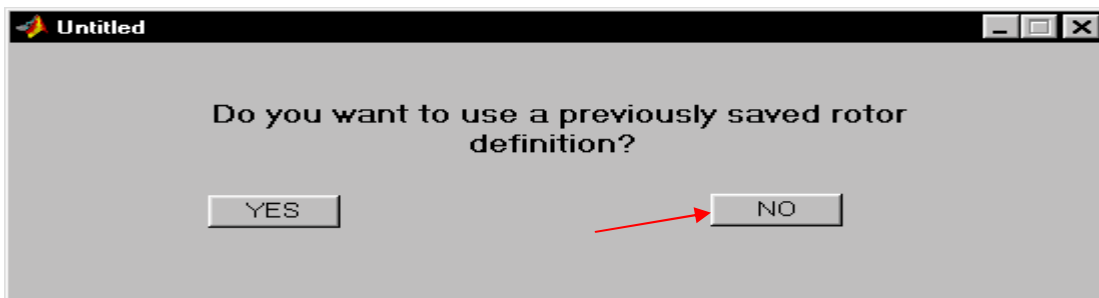 Untitled
Do you want to use a previously saved rotor
definition?
YES
NO